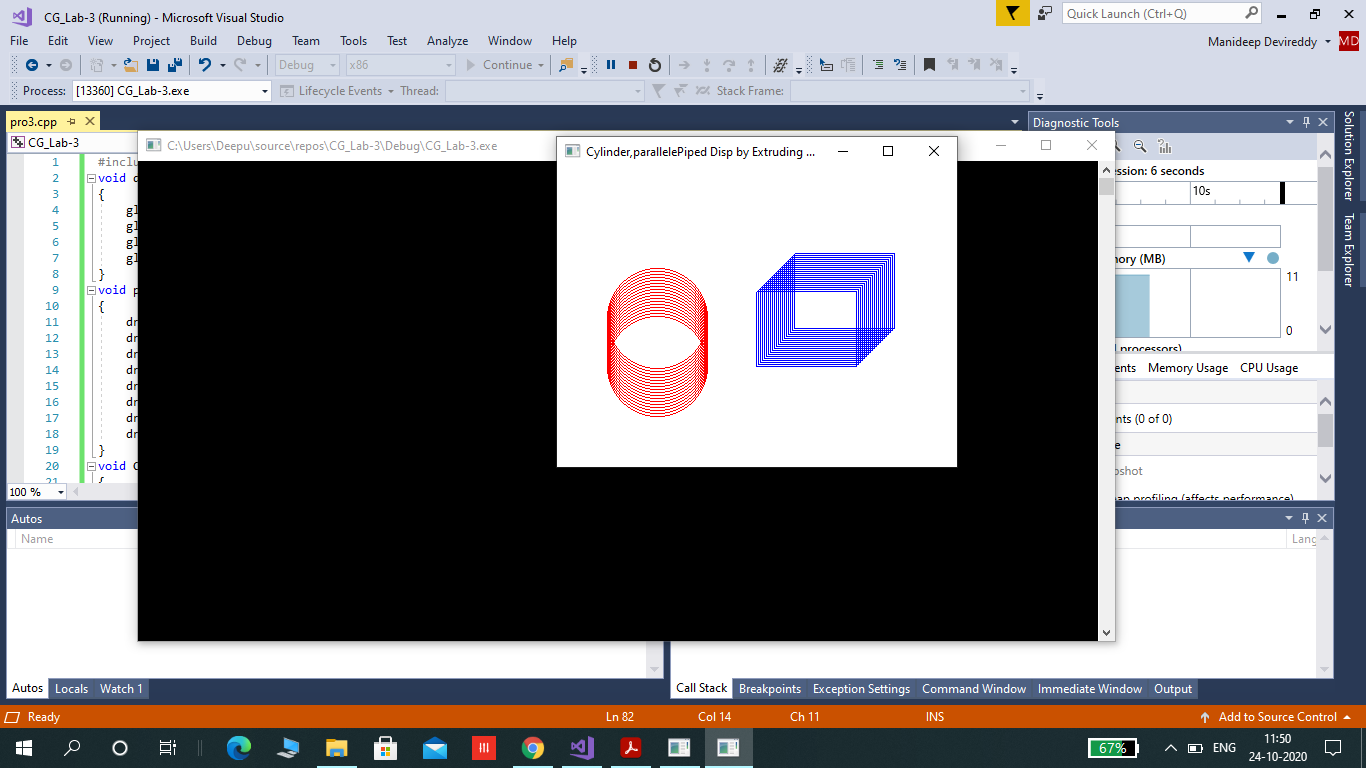 CG_Lab-3 (Running) - Microsoft Visual Studio
Quick Launch (Ctrl+Q)
File Edit View Project Build Debug Team Tools Test Analyze Window Help
Manideep Devireddy MD
Debug x86 Continue
Process: [13360] CG_Lab-3.exe Lifecycle Events Thread: Stack Frame:
pro3.cpp
CG_Lab-3
C:\Users\Deepu\source\repos\CG_Lab-3\Debug\CG_Lab-3.exe
Cylinder,parallelePiped Disp by Extruding ...
Diagnostic Tools
Solution Explorer
Team Explorer
1 #inclu
2 void d
3 {
4 gl
5 gl
6 gl
7 gl
8 }
9 void p
10 {
11 dr
12 dr
13 dr
14 dr
15 dr
16 dr
17 dr
18 dr
19 }
20 void C
21 {
100 %
ession: 6 seconds
10s
mory (MB)
11
0
processors)
ents Memory Usage CPU Usage
nts (0 of 0)
e
pshot
ap profiling (affects performance)
Autos
Name
Lang
Autos Locals Watch 1
Call Stack Breakpoints Exception Settings Command Window Immediate Window Output
Ready Ln 82 Col 14 Ch 11 INS Add to Source Control
67% ENG 11:50
24-10-2020